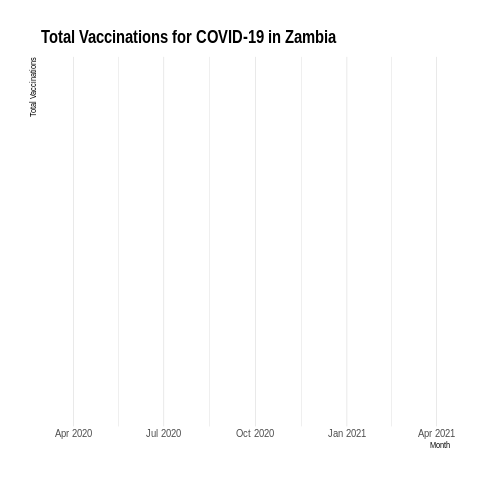 Total Vaccinations for COVID-19 in Zambia
Total Vaccinations
Apr 2020 Jul 2020 Oct 2020 Jan 2021 Apr 2021
Month